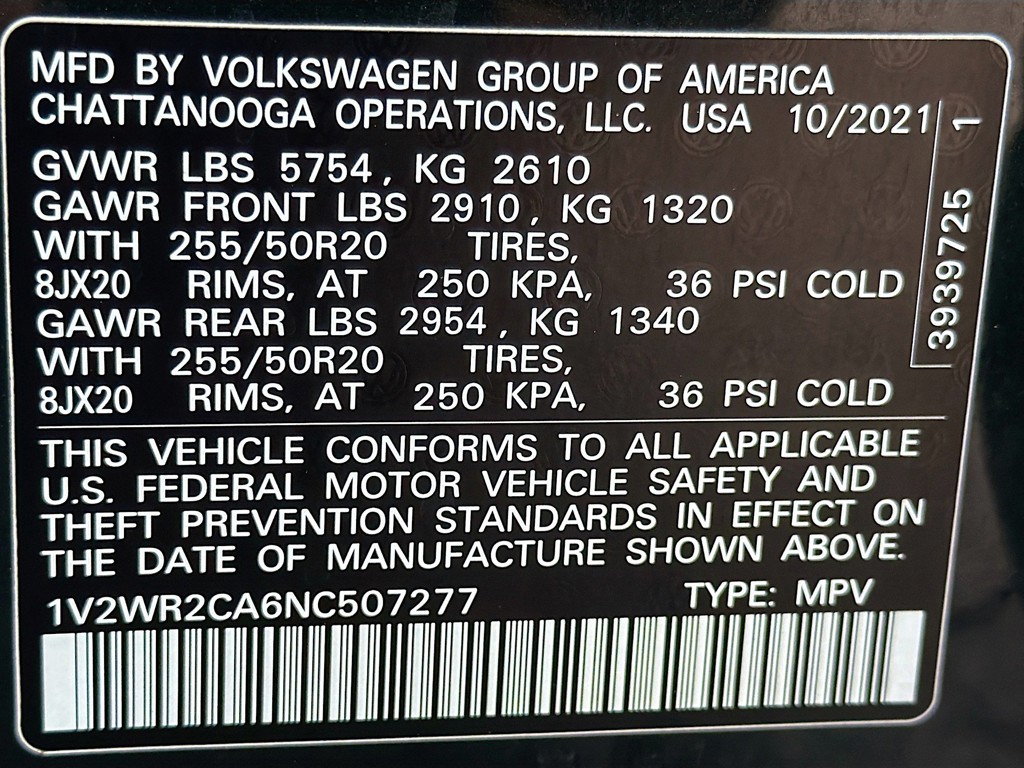 MFD BY VOLKSWAGEN GROUP OF AMERICA
CHATTANOOGA OPERATIONS, LLC. USA 10/2021
GVWR LBS 5754, KG 2610
GAWR FRONT LBS 2910, KG 1320
WITH 255/50R20 TIRES,
8JX20 RIMS, AT 250 KPA, 36 PSI COLD
GAWR REAR LBS 2954, KG 1340
WITH 255/50R20 TIRES,
8JX20 RIMS, AT 250 KPA, 36 PSI COLD
3939725 1
THIS VEHICLE CONFORMS TO ALL APPLICABLE
U.S. FEDERAL MOTOR VEHICLE SAFETY AND
THEFT PREVENTION STANDARDS IN EFFECT ON
THE DATE OF MANUFACTURE SHOWN ABOVE.
1V2WR2CA6NC507277 TYPE: MPV